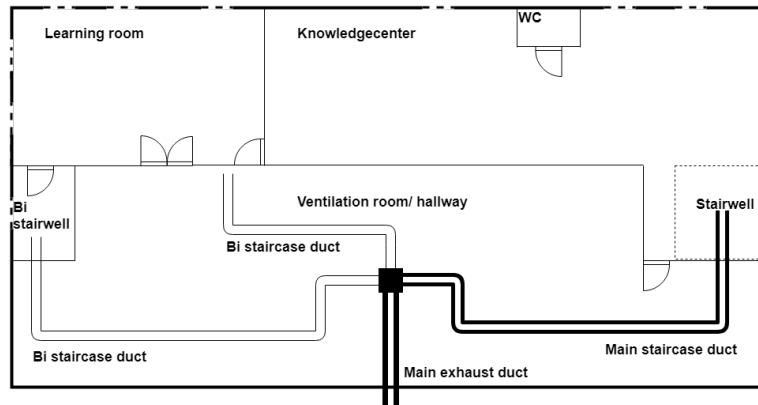 WC
Learning room
Knowledgecenter
Ventilation room/ hallway
Stairwell
Bi
stairwell
Bi staircase duct
Main staircase duct
Bi staircase duct
Main exhaust duct